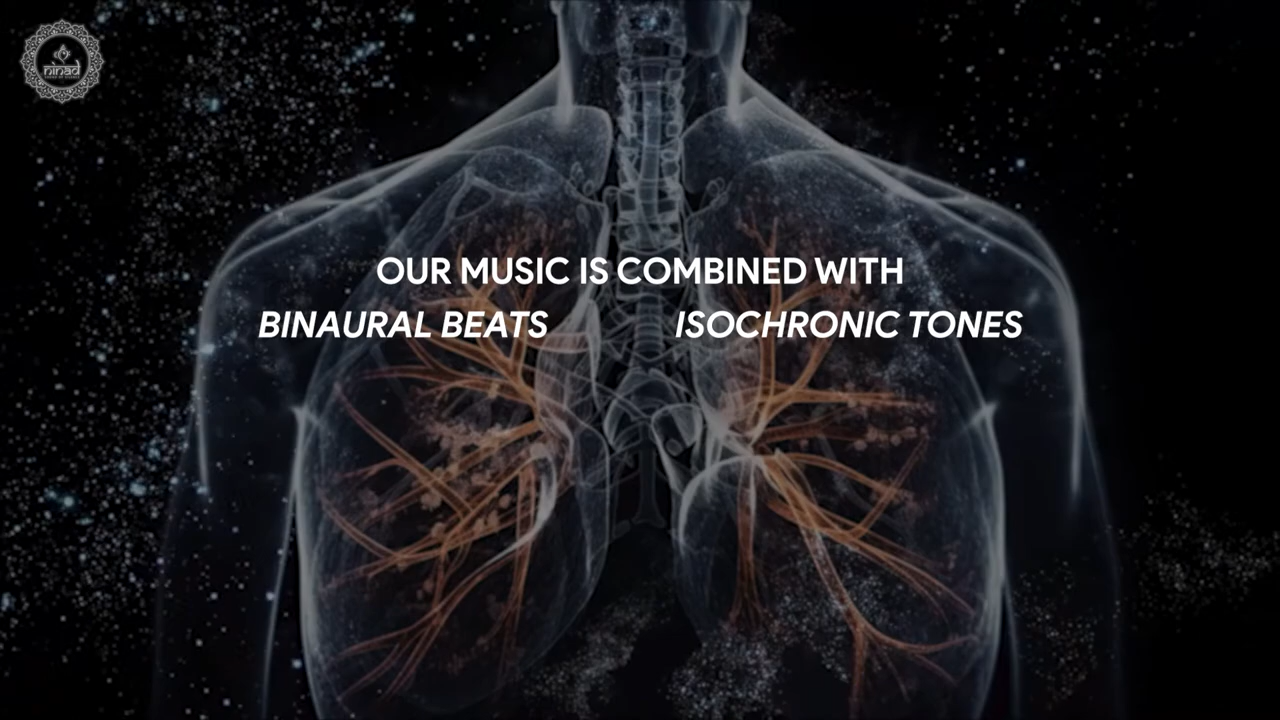 ninad
OUR MUSIC IS COMBINED WITH
BINAURAL BEATS ISOCHRONIC TONES